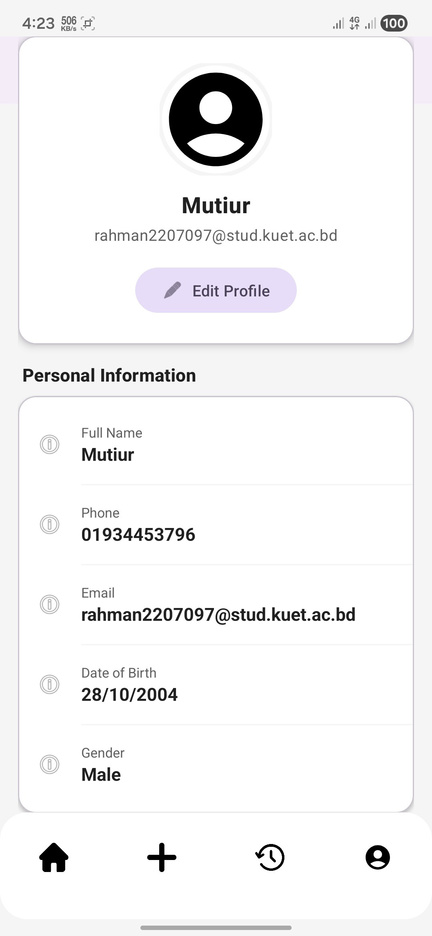 4:23 506 KB/s 4G 100
Mutiur
rahman2207097@stud.kuet.ac.bd
Edit Profile
Personal Information
Full Name
Mutiur
Phone
01934453796
Email
rahman2207097@stud.kuet.ac.bd
Date of Birth
28/10/2004
Gender
Male